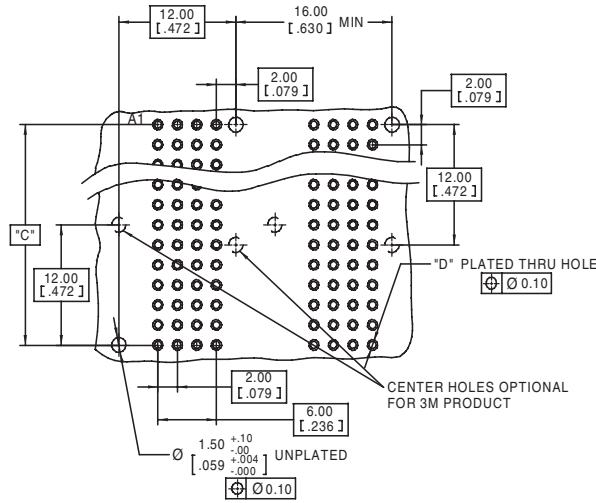 12.00
[.472]
16.00
[.630] MIN
2.00
[.079]
2.00
[.079]
A1
12.00
[.472]
"C"
12.00
[.472]
"D" PLATED THRU HOLE
⌖ Ø 0.10
2.00
[.079]
CENTER HOLES OPTIONAL
FOR 3M PRODUCT
6.00
[.236]
Ø 1.50 +.10 -.00 UNPLATED
[.059 +.004 -.000]
⌖ Ø 0.10